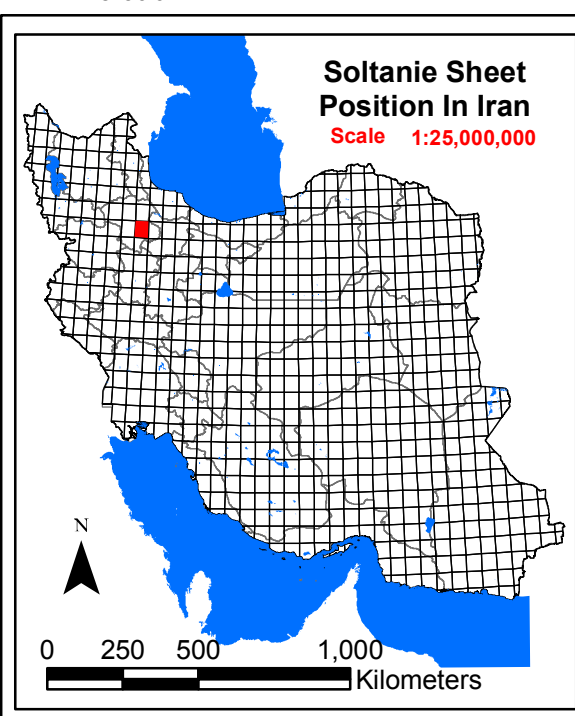 Soltanie Sheet
Position In Iran
Scale 1:25,000,000
N
0 250 500 1,000
Kilometers